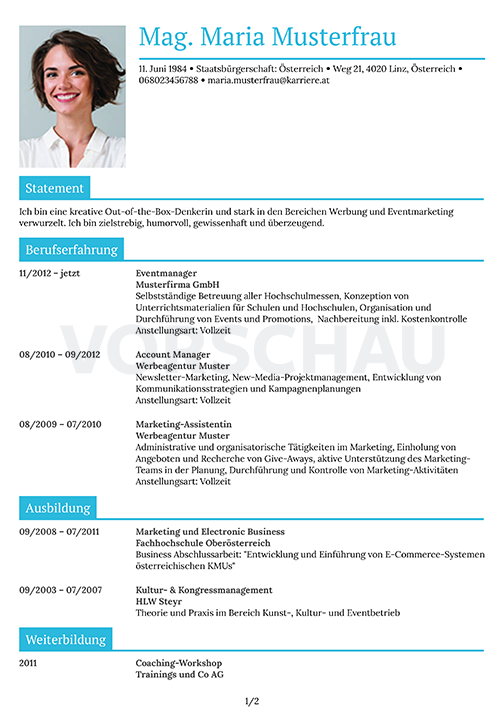 Mag. Maria Musterfrau
11. Juni 1984 • Staatsbürgerschaft: Österreich • Weg 21, 4020 Linz, Österreich •
068023456788 • maria.musterfrau@karriere.at
Statement
Ich bin eine kreative Out-of-the-Box-Denkerin und stark in den Bereichen Werbung und Eventmarketing
verwurzelt. Ich bin zielstrebig, humorvoll, gewissenhaft und überzeugend.
Berufserfahrung
11/2012 – jetzt Eventmanager
Musterfirma GmbH
Selbstständige Betreuung aller Hochschulmessen, Konzeption von
Unterrichtsmaterialien für Schulen und Hochschulen, Organisation und
Durchführung von Events und Promotions, Nachbereitung inkl. Kostenkontrolle
Anstellungsart: Vollzeit
VORSCHAU
08/2010 – 09/2012 Account Manager
Werbeagentur Muster
Newsletter-Marketing, New-Media-Projektmanagement, Entwicklung von
Kommunikationsstrategien und Kampagnenplanungen
Anstellungsart: Vollzeit
08/2009 – 07/2010 Marketing-Assistentin
Werbeagentur Muster
Administrative und organisatorische Tätigkeiten im Marketing, Einholung von
Angeboten und Recherche von Give-Aways, aktive Unterstützung des Marketing-
Teams in der Planung, Durchführung und Kontrolle von Marketing-Aktivitäten
Anstellungsart: Vollzeit
Ausbildung
09/2008 – 07/2011 Marketing und Electronic Business
Fachhochschule Oberösterreich
Business Abschlussarbeit: "Entwicklung und Einführung von E-Commerce-Systemen
österreichischen KMUs"
09/2003 – 07/2007 Kultur- & Kongressmanagement
HLW Steyr
Theorie und Praxis im Bereich Kunst-, Kultur- und Eventbetrieb
Weiterbildung
2011 Coaching-Workshop
Trainings und Co AG
1/2